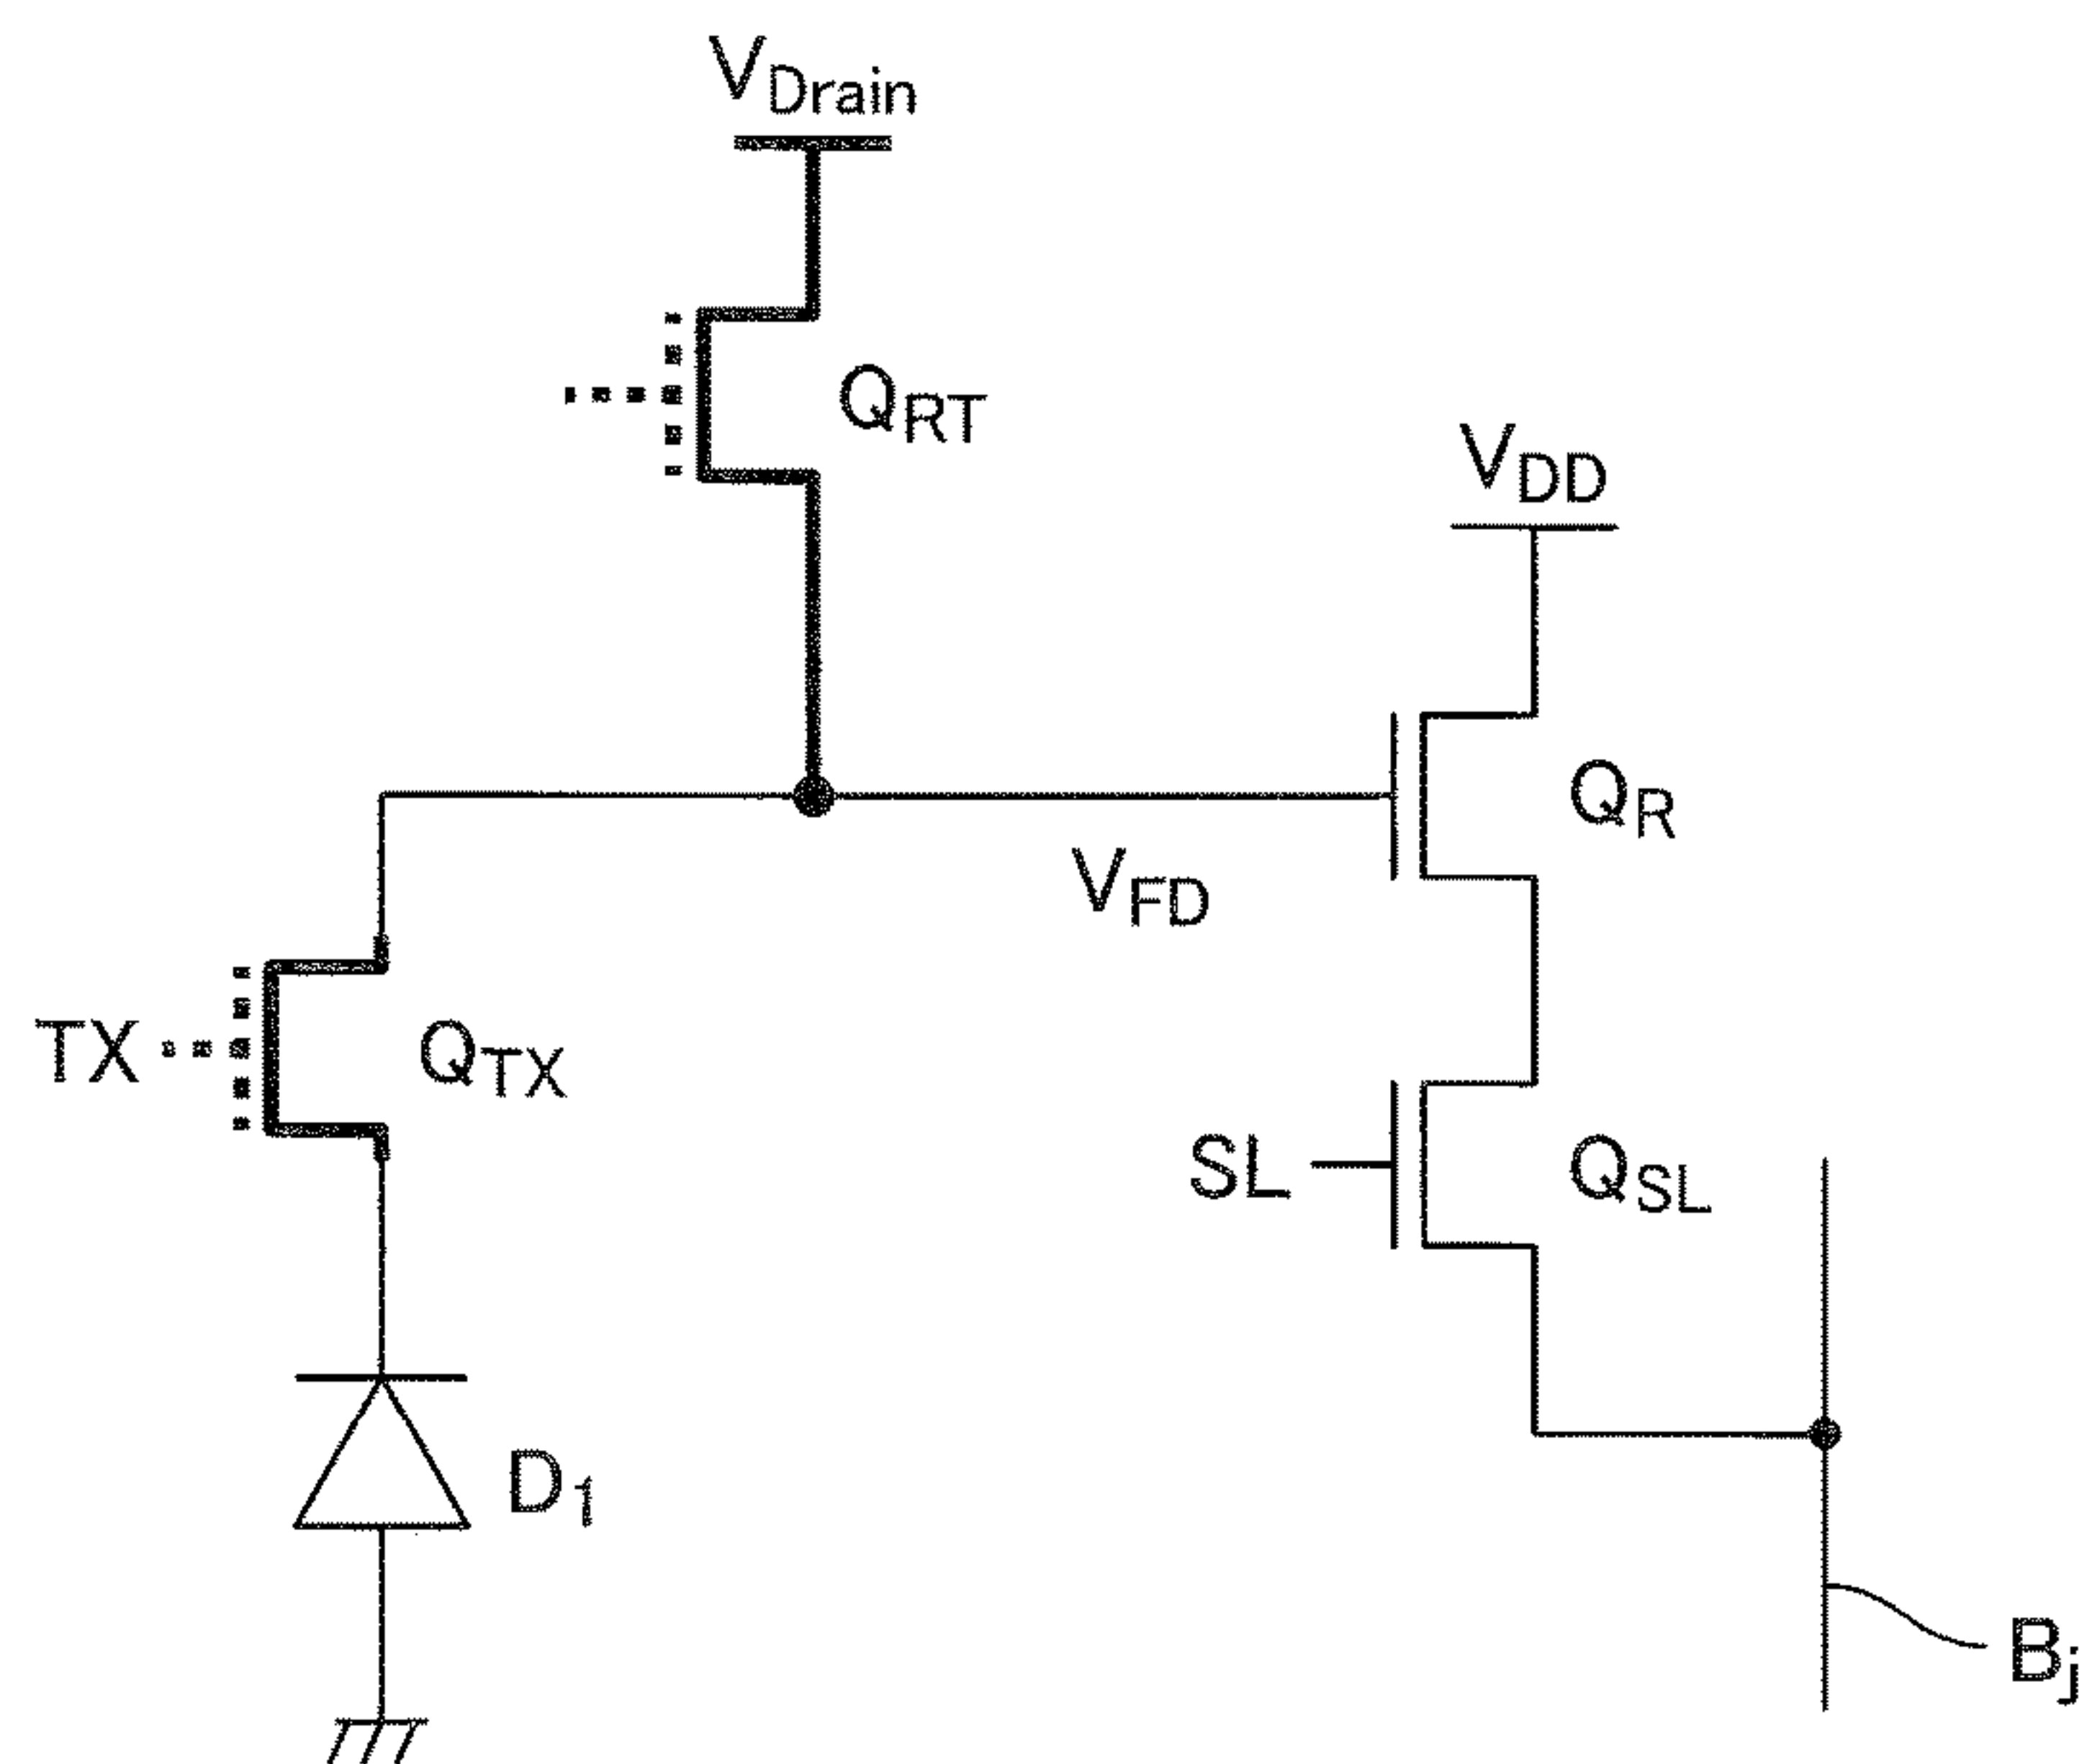 VDrain
QRT
VDD
QR
VFD
TX
QTX
SL
QSL
D1
Bj